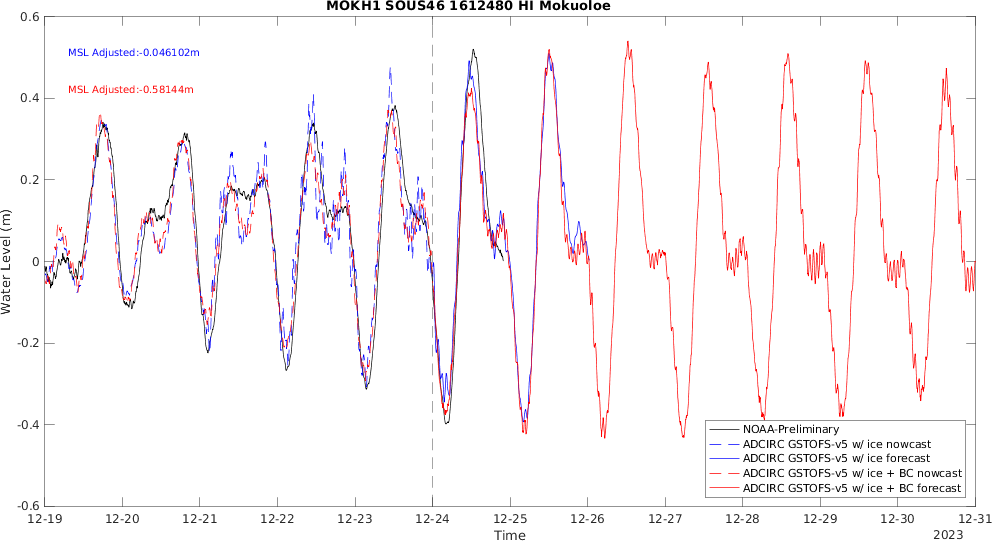 MOKH1 SOUS46 1612480 HI Mokuoloe
MSL Adjusted:-0.046102m
MSL Adjusted:-0.58144m
Water Level (m)
0.6
0.4
0.2
0
-0.2
-0.4
-0.6
NOAA-Preliminary
ADCIRC GSTOFS-v5 w/ ice nowcast
ADCIRC GSTOFS-v5 w/ ice forecast
ADCIRC GSTOFS-v5 w/ ice + BC nowcast
ADCIRC GSTOFS-v5 w/ ice + BC forecast
12-19 12-20 12-21 12-22 12-23 12-24 12-25 12-26 12-27 12-28 12-29 12-30 12-31
Time
2023